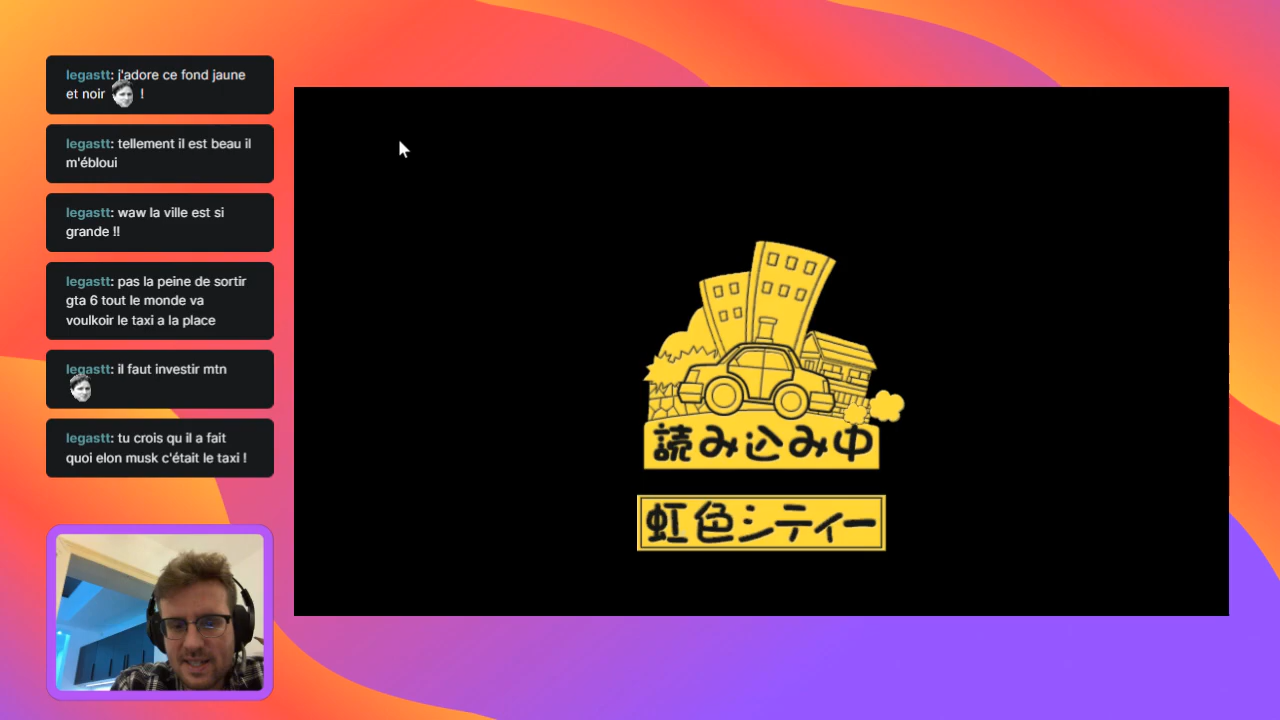 legastt: j'adore ce fond jaune
et noir !
legastt: tellement il est beau il
m'ébloui
legastt: waw la ville est si
grande !!
legastt: pas la peine de sortir
gta 6 tout le monde va
voulkoir le taxi a la place
legastt: il faut investir mtn
legastt: tu crois qu il a fait
quoi elon musk c'était le taxi !
読み込み中
虹色シティー